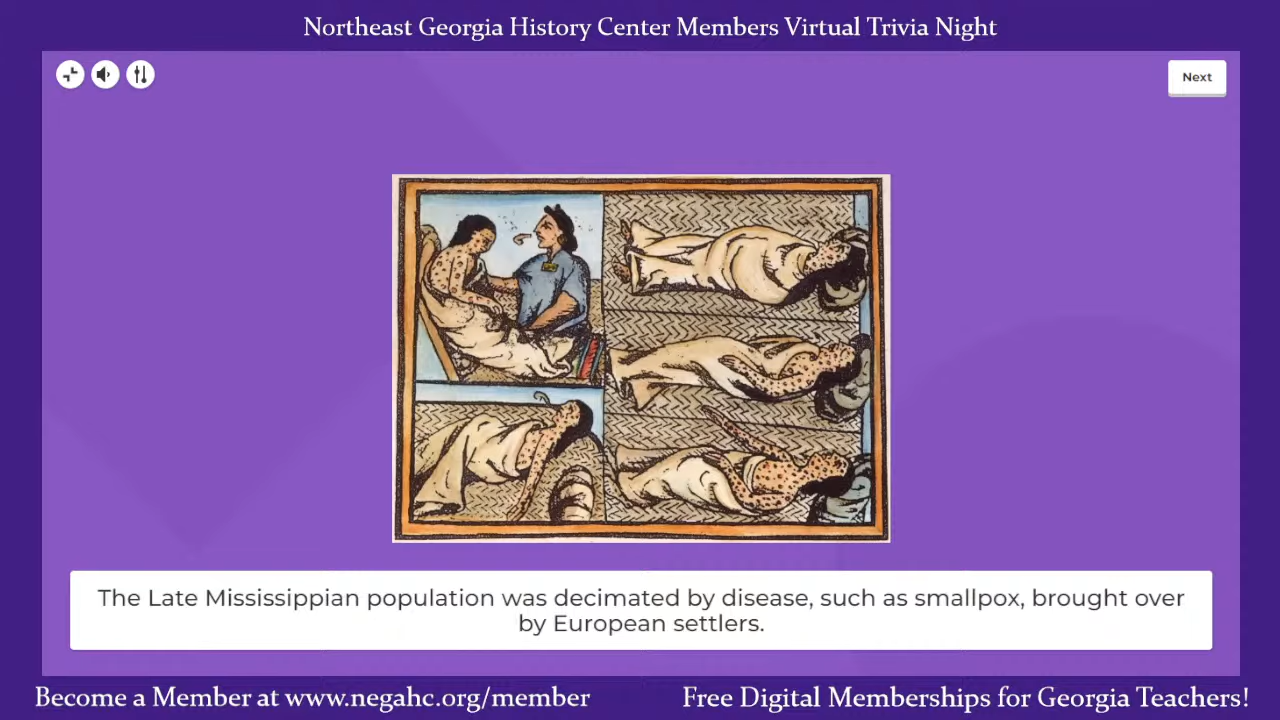 Northeast Georgia History Center Members Virtual Trivia Night
Next
The Late Mississippian population was decimated by disease, such as smallpox, brought over
by European settlers.
Become a Member at www.negahc.org/member
Free Digital Memberships for Georgia Teachers!